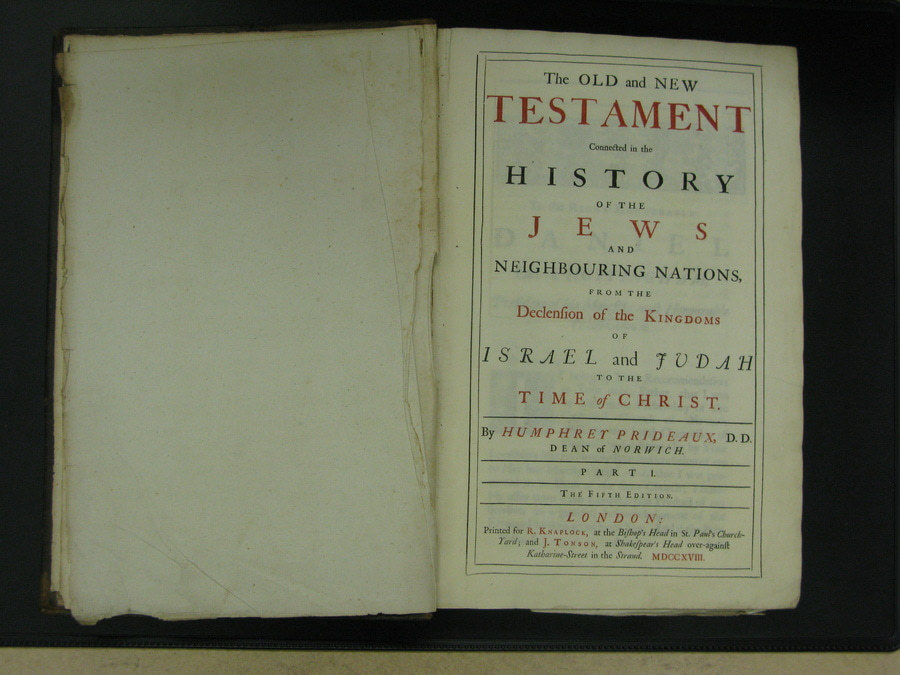 The OLD and NEW
TESTAMENT
Connected in the
HISTORY
OF THE
JEWS
AND
NEIGHBOURING NATIONS,
FROM THE
Declenſion of the KINGDOMS
OF
ISRAEL and JUDAH
TO THE
TIME of CHRIST.
By HUMPHREY PRIDEAUX, D. D.
DEAN of NORWICH.
PART I.
THE FIFTH EDITION.
LONDON:
Printed for R. KNAPLOCK, at the Biſhop's Head in St. Paul's Church-
Yard; and J. TONSON, at Shakeſpear's Head over-againſt
Katharine-Street in the Strand. MDCCXVIII.